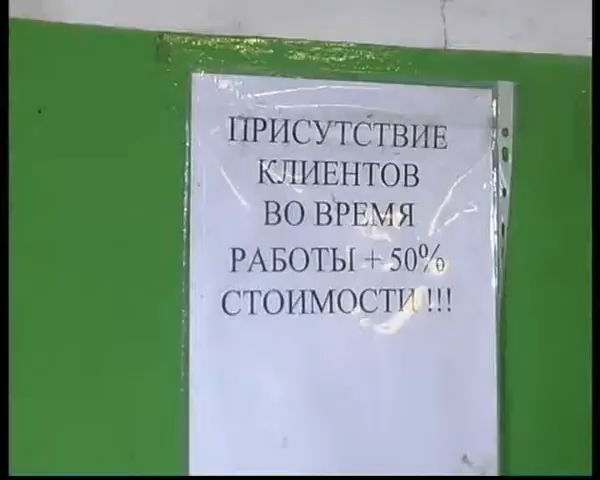 ПРИСУТСТВИЕ
КЛИЕНТОВ
ВО ВРЕМЯ
РАБОТЫ + 50%
СТОИМОСТИ !!!